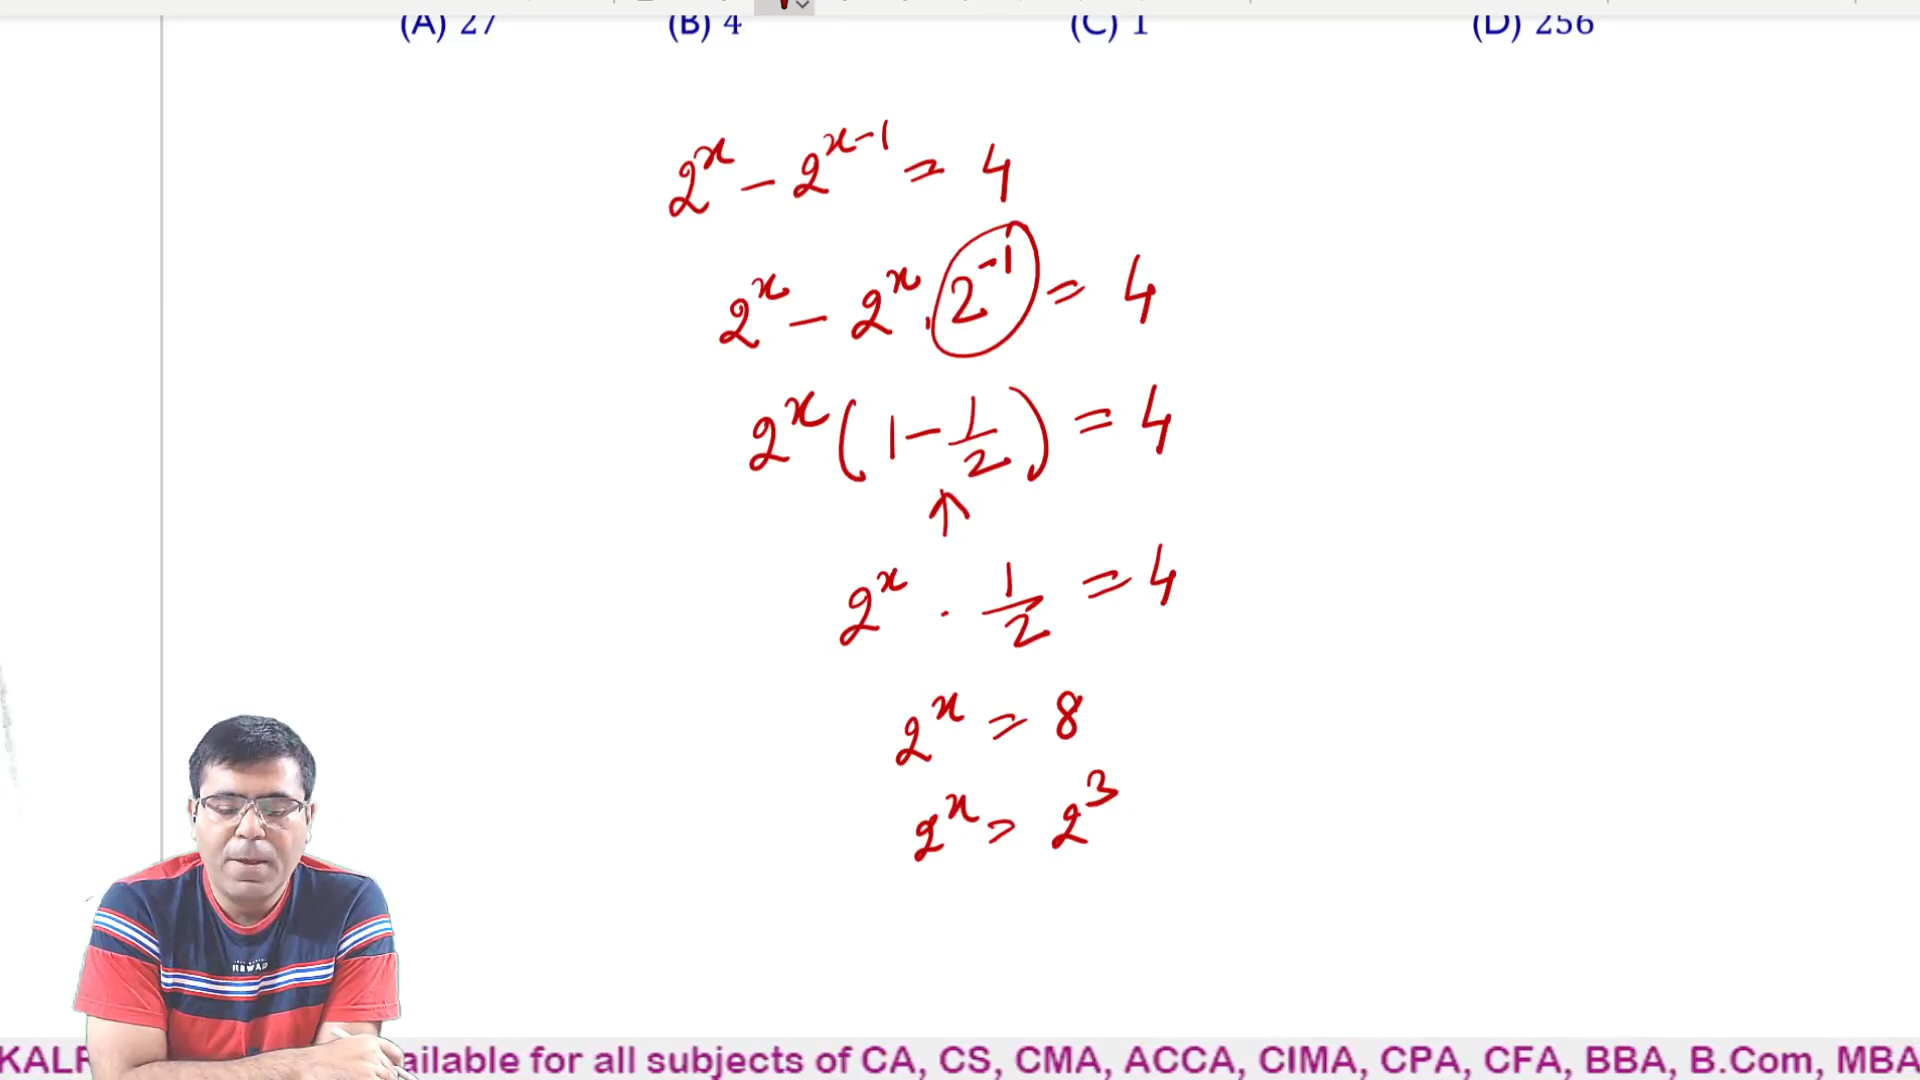 (A) 27 (B) 4 (C) 1 (D) 256
2^x - 2^{x-1} = 4
2^x - 2^x . 2^{-1} = 4
2^x (1 - 1/2) = 4
↑
2^x . 1/2 = 4
2^x = 8
2^x = 2^3
ailable for all subjects of CA, CS, CMA, ACCA, CIMA, CPA, CFA, BBA, B.Com, MBA